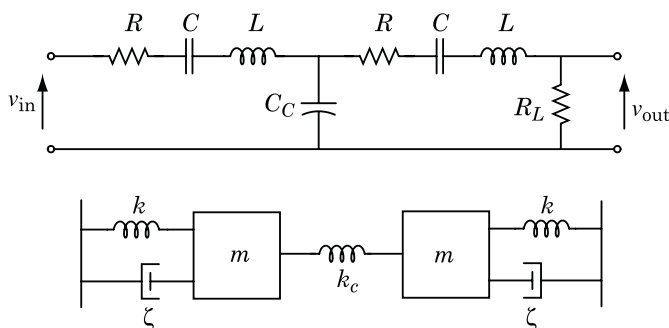 R C L R C L
v_in C_C R_L v_out
k k
m m
k_c
ζ ζ